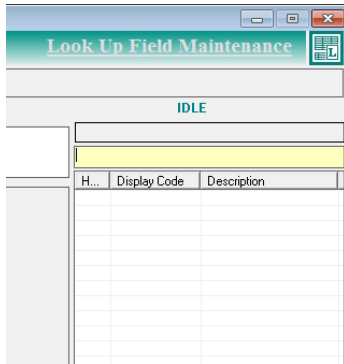 Look Up Field Maintenance
L
IDLE
H... Display Code Description